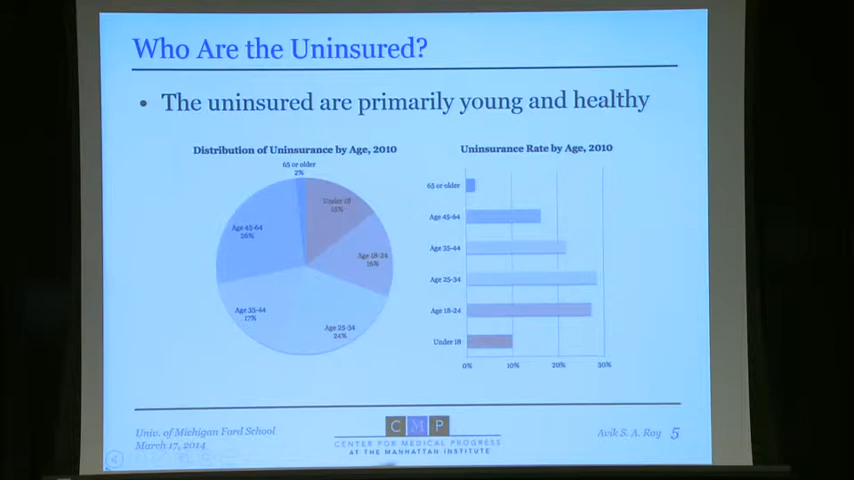 Who Are the Uninsured?
• The uninsured are primarily young and healthy
Distribution of Uninsurance by Age, 2010
65 or older
2%
Under 18
15%
Age 18-24
16%
Age 25-34
24%
Age 35-44
17%
Age 45-64
26%
Uninsurance Rate by Age, 2010
65 or older
Age 45-64
Age 35-44
Age 25-34
Age 18-24
Under 18
0% 10% 20% 30%
Univ. of Michigan Ford School
March 17, 2014
CMP
CENTER FOR MEDICAL PROGRESS
AT THE MANHATTAN INSTITUTE
Avik S. A. Roy 5